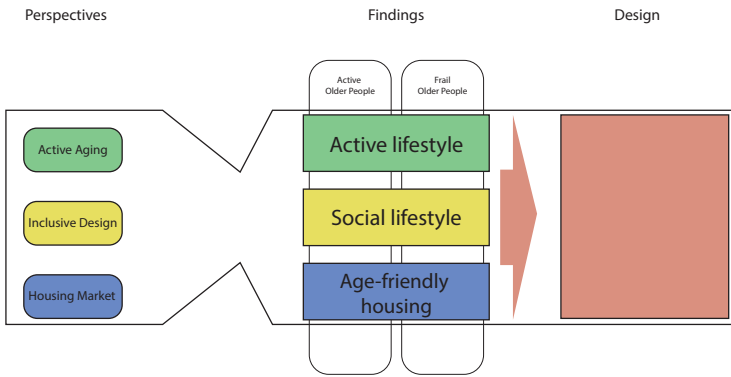 Perspectives
Findings
Design
Active
Older People
Frail
Older People
Active Aging
Active lifestyle
Inclusive Design
Social lifestyle
Housing Market
Age-friendly
housing